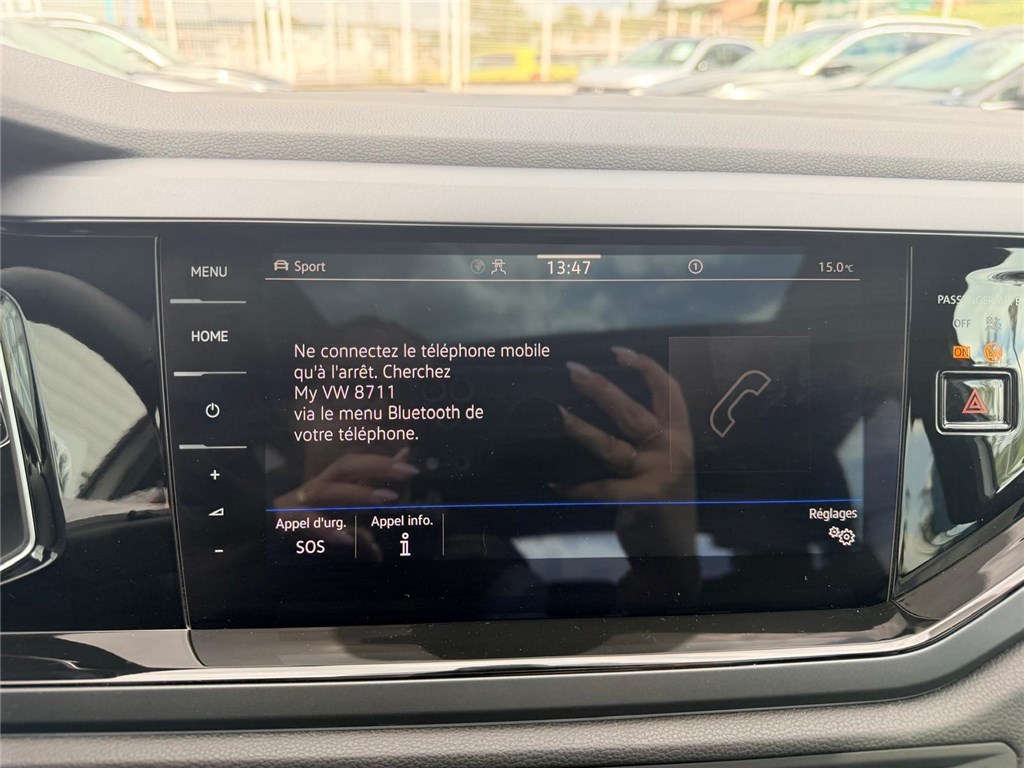 MENU
HOME
+
-
Sport
13:47
1
15.0°C
Ne connectez le téléphone mobile
qu'à l'arrêt. Cherchez
My VW 8711
via le menu Bluetooth de
votre téléphone.
Appel d'urg.
SOS
Appel info.
i
Réglages
OFF
ON